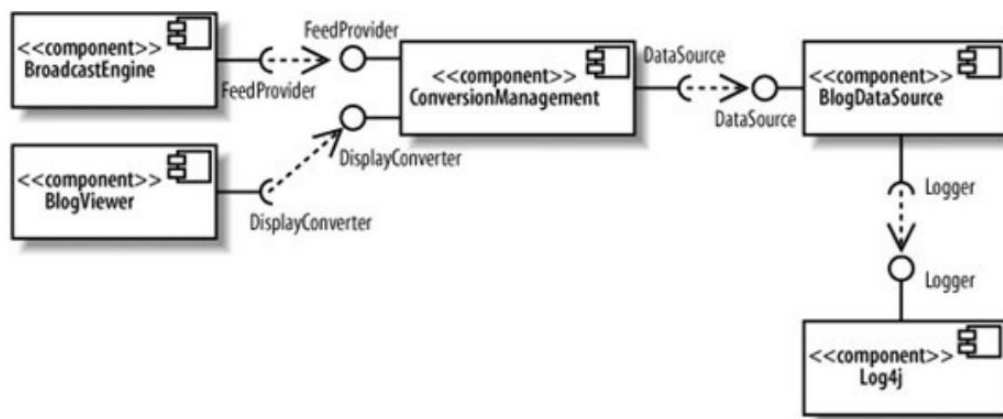 FeedProvider
<<component>>
BroadcastEngine
FeedProvider
<<component>>
ConversionManagement
DataSource
DataSource
<<component>>
BlogDataSource
DisplayConverter
<<component>>
BlogViewer
DisplayConverter
Logger
Logger
<<component>>
Log4j